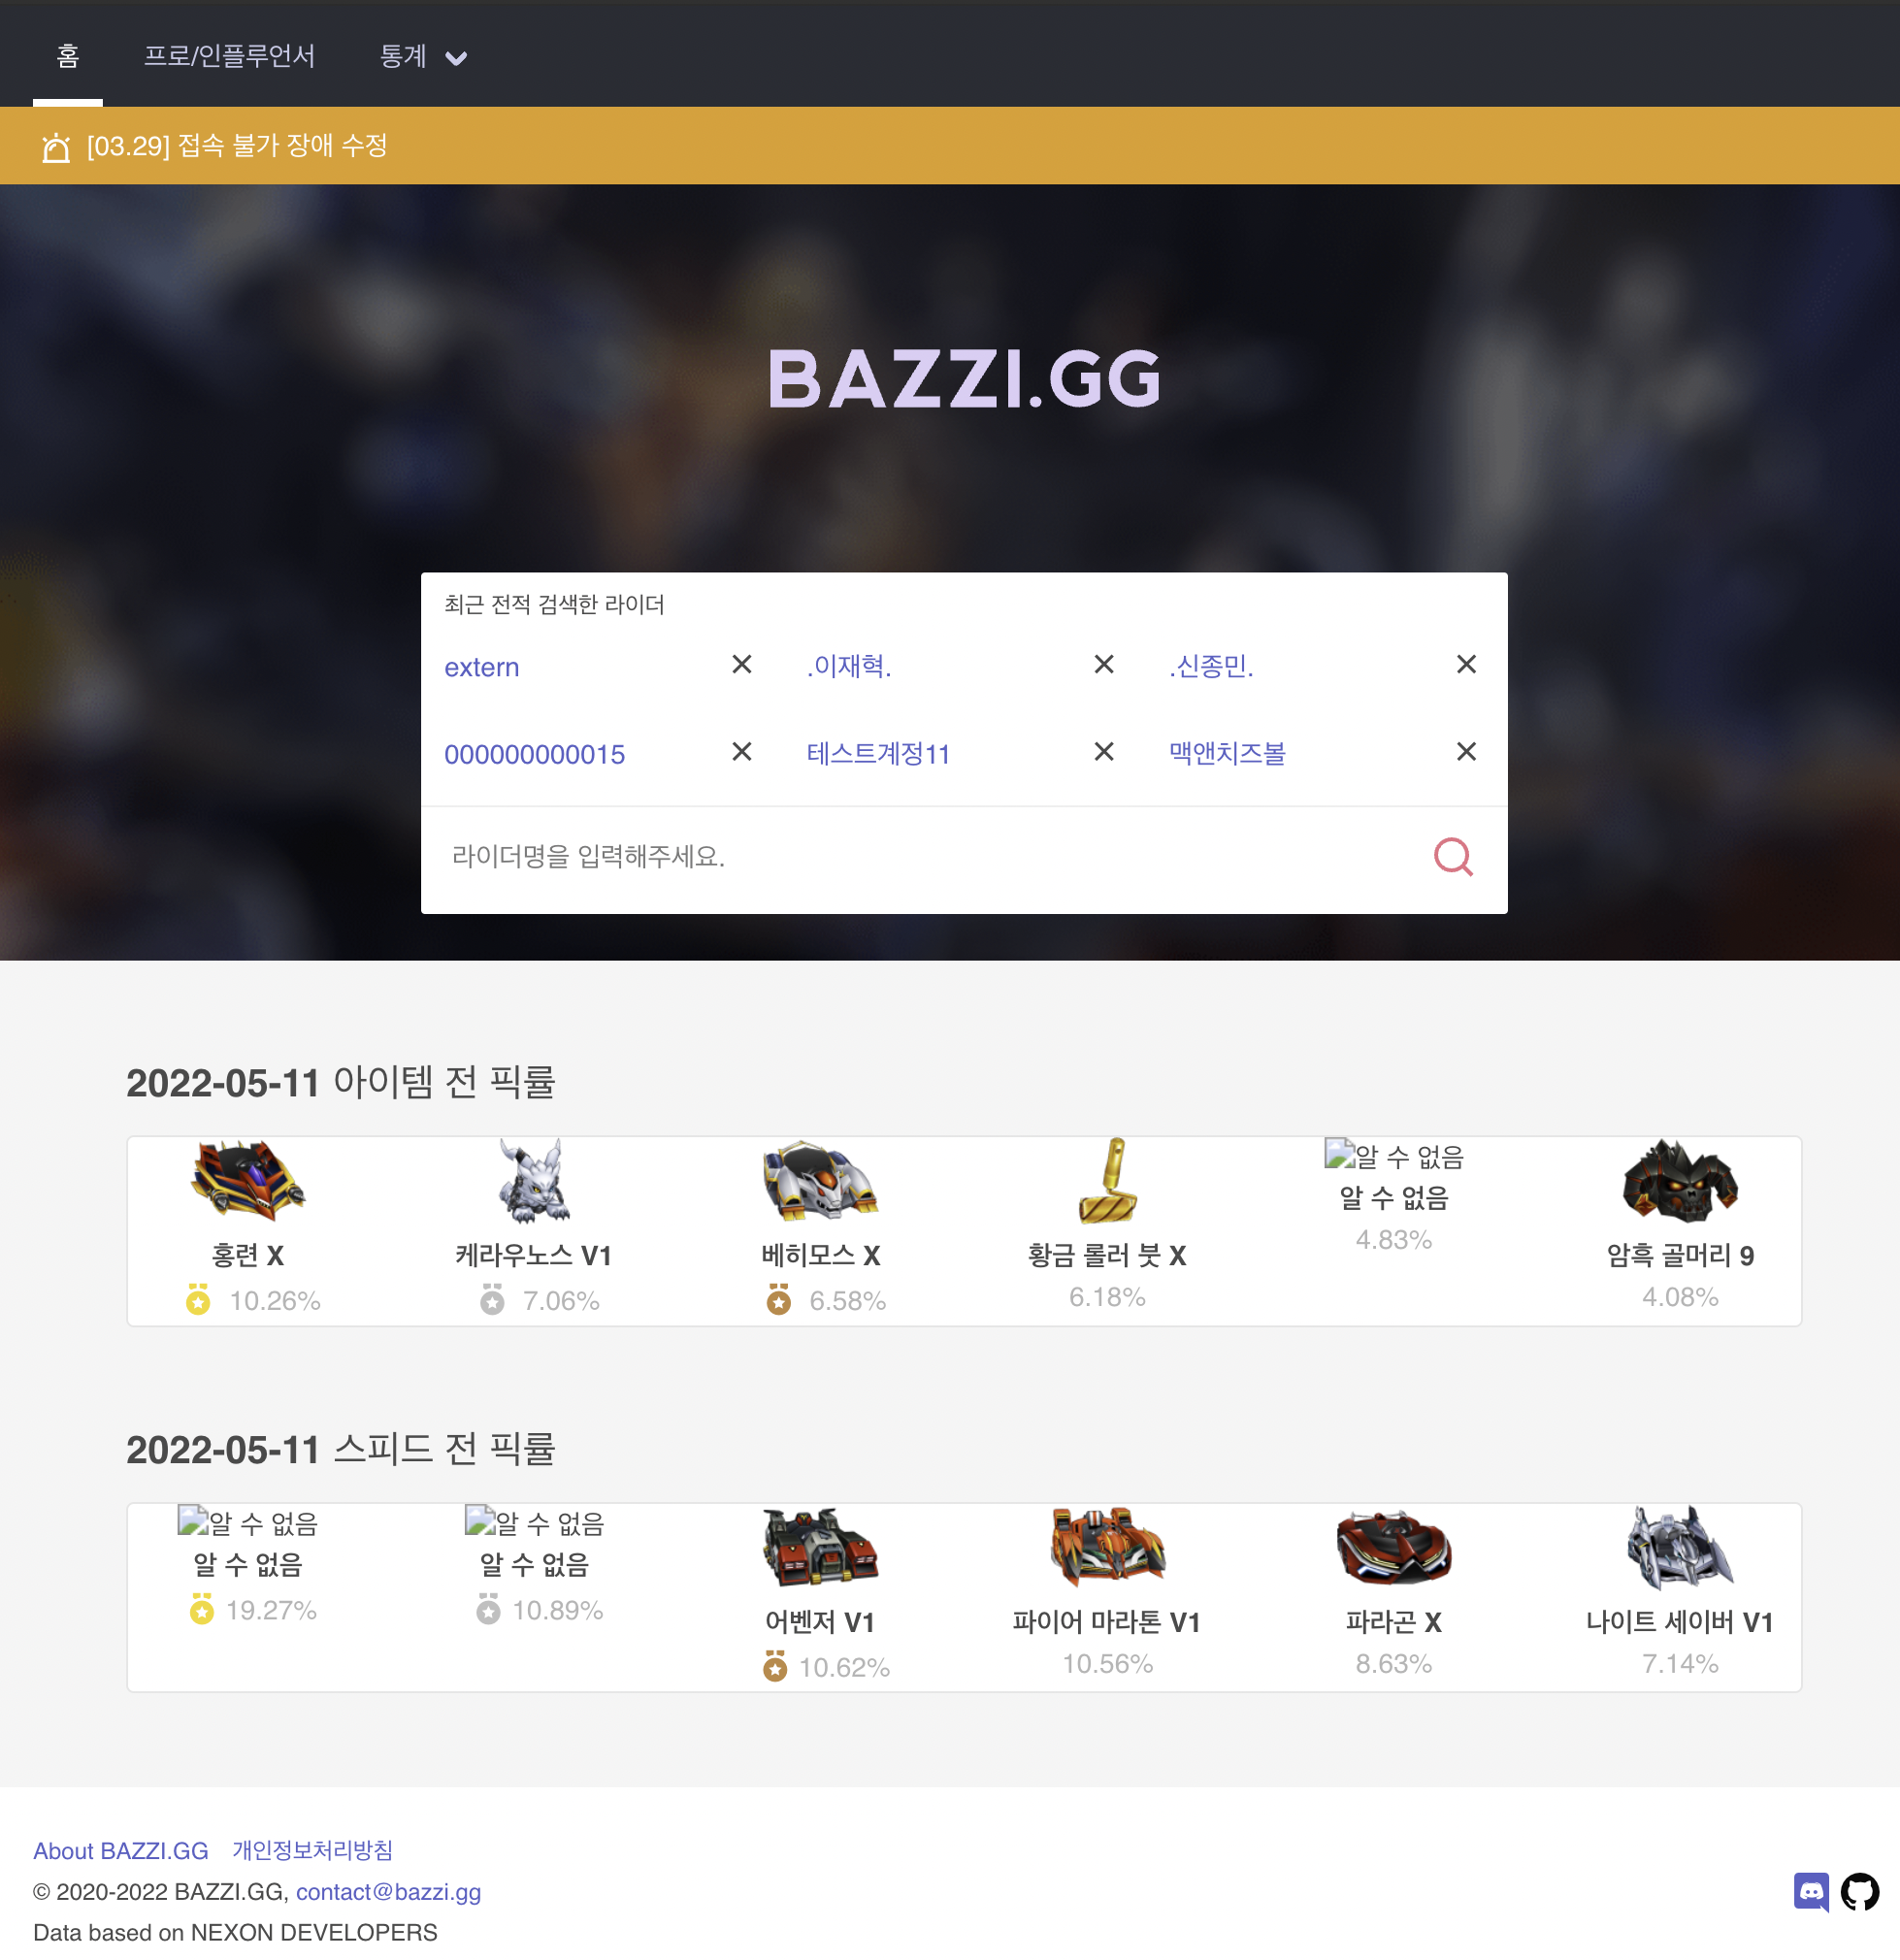 홈 프로/인플루언서 통계
[03.29] 접속 불가 장애 수정
BAZZI.GG
최근 전적 검색한 라이더
extern .이재혁. .신종민.
000000000015 테스트계정11 맥앤치즈볼
라이더명을 입력해주세요.
2022-05-11 아이템 전 픽률
알 수 없음
알 수 없음
4.83%
홍련 X 케라우노스 V1 베히모스 X 황금 롤러 붓 X 암흑 골머리 9
10.26% 7.06% 6.58% 6.18% 4.08%
2022-05-11 스피드 전 픽률
알 수 없음 알 수 없음
알 수 없음 알 수 없음
19.27% 10.89%
어벤저 V1 파이어 마라톤 V1 파라곤 X 나이트 세이버 V1
10.62% 10.56% 8.63% 7.14%
About BAZZI.GG 개인정보처리방침
© 2020-2022 BAZZI.GG, contact@bazzi.gg
Data based on NEXON DEVELOPERS